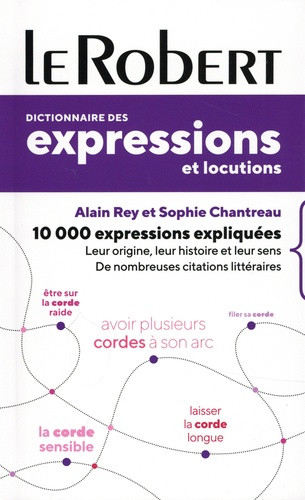 le Robert
DICTIONNAIRE DES
expressions
et locutions
Alain Rey et Sophie Chantreau
10 000 expressions expliquées
Leur origine, leur histoire et leur sens
De nombreuses citations littéraires
être sur
la corde
raide
filer sa corde
avoir plusieurs
cordes à son arc
laisser
la corde
longue
la corde
sensible